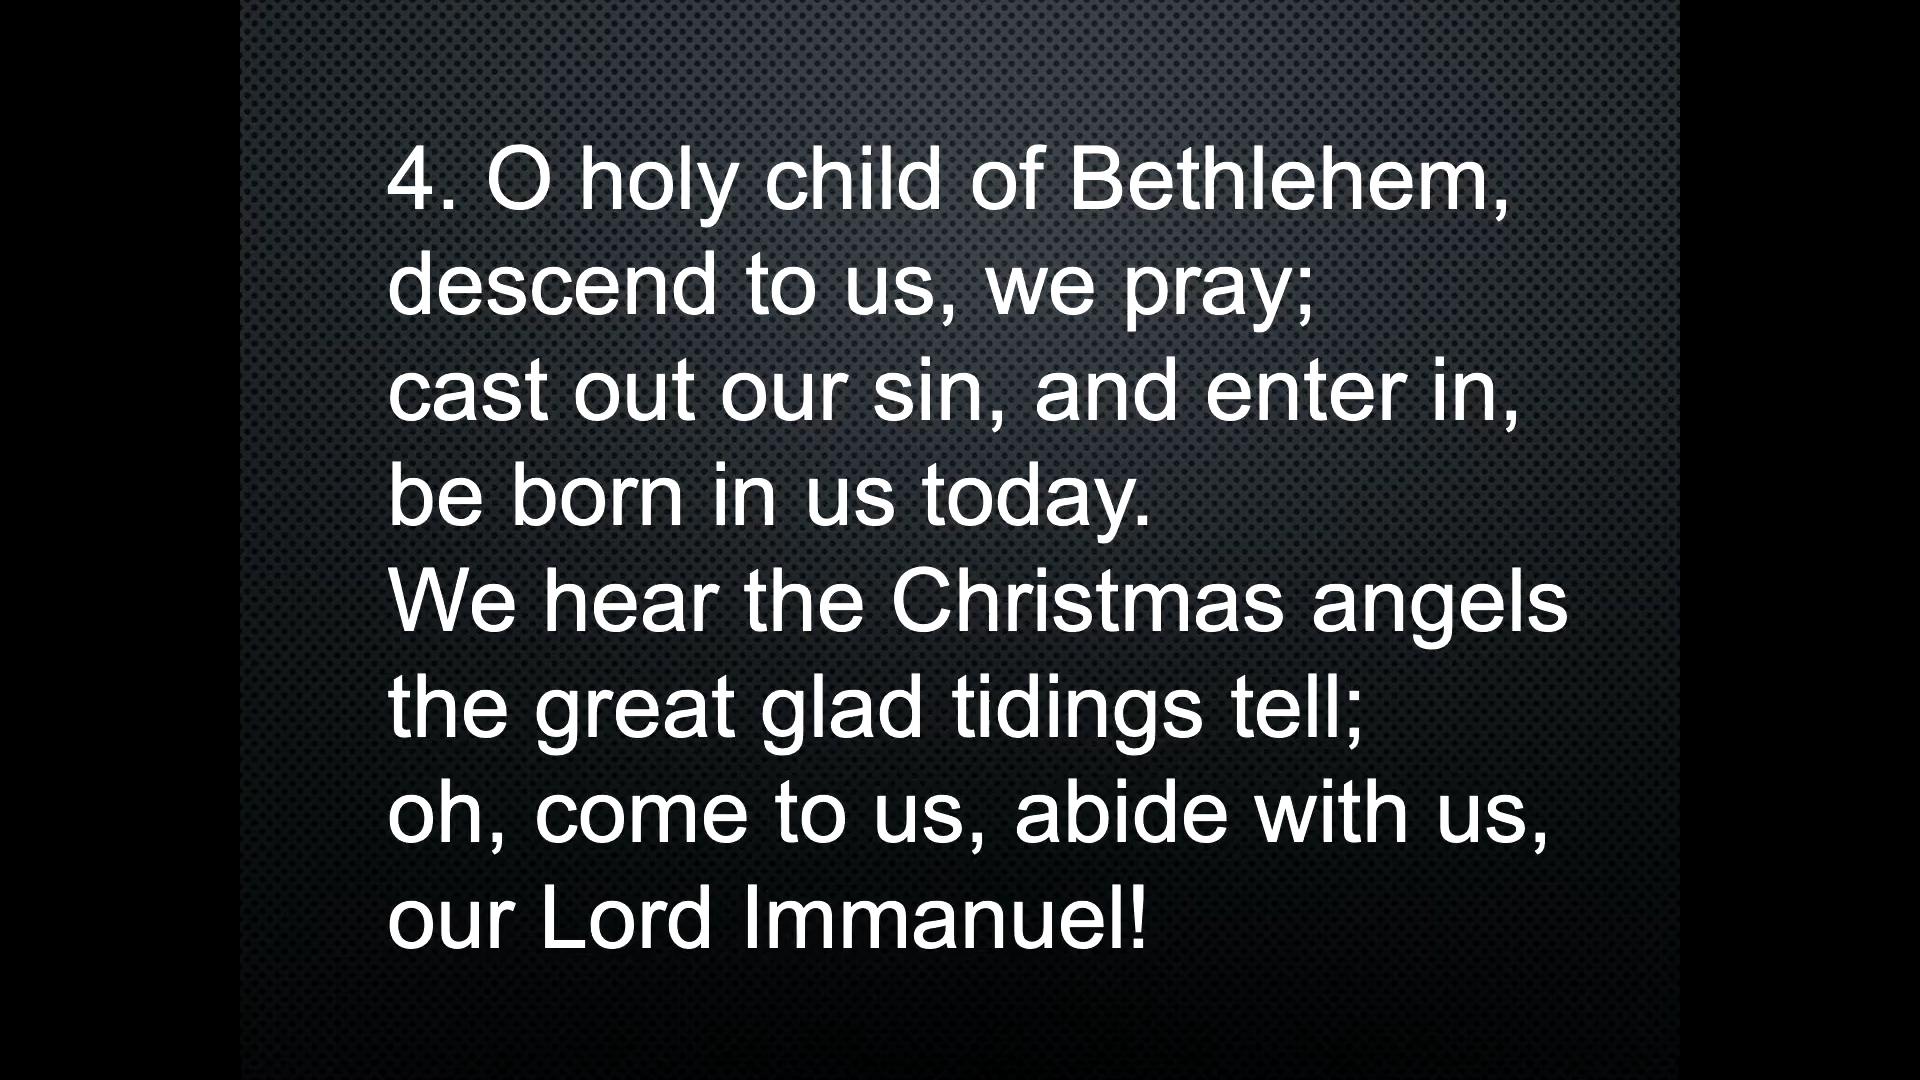 4. O holy child of Bethlehem,
descend to us, we pray;
cast out our sin, and enter in,
be born in us today.
We hear the Christmas angels
the great glad tidings tell;
oh, come to us, abide with us,
our Lord Immanuel!